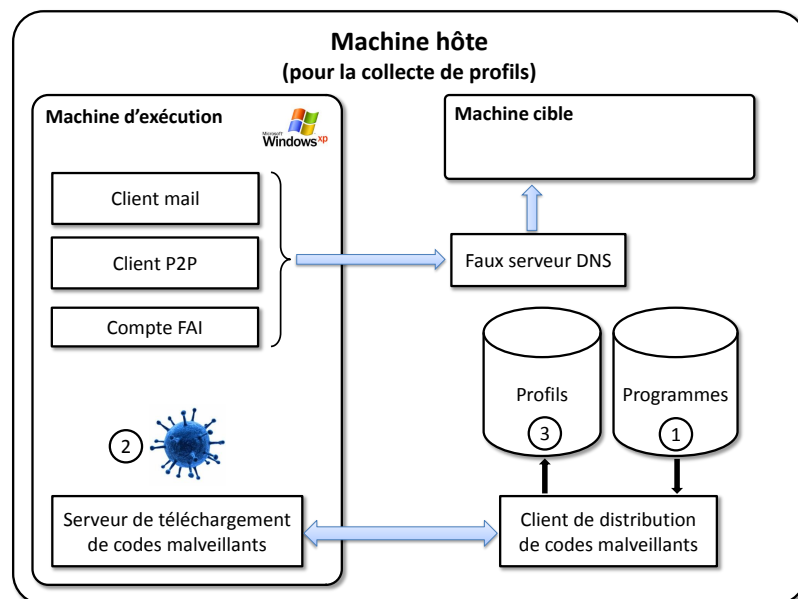 Machine hôte
(pour la collecte de profils)
Machine d’exécution
Microsoft
Windows xp
Machine cible
Client mail
Client P2P
Compte FAI
Faux serveur DNS
Profils
3
Programmes
1
2
Serveur de téléchargement
de codes malveillants
Client de distribution
de codes malveillants